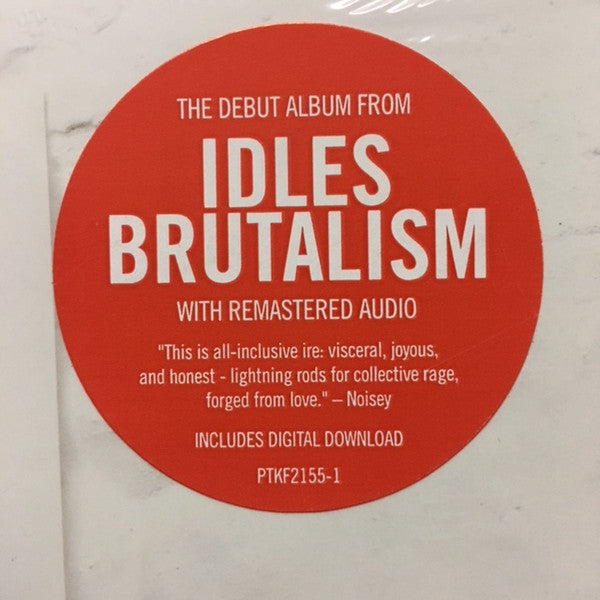 THE DEBUT ALBUM FROM
IDLES
BRUTALISM
WITH REMASTERED AUDIO
"This is all-inclusive ire: visceral, joyous,
and honest - lightning rods for collective rage,
forged from love." – Noisey
INCLUDES DIGITAL DOWNLOAD
PTKF2155-1